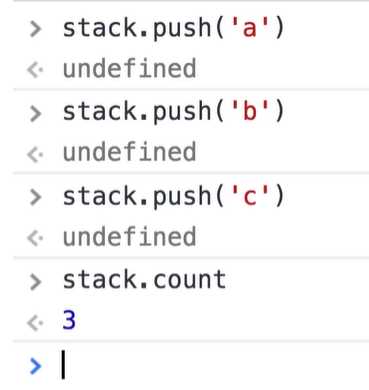 > stack.push('a')
<· undefined
> stack.push('b')
<· undefined
> stack.push('c')
<· undefined
> stack.count
<· 3
>